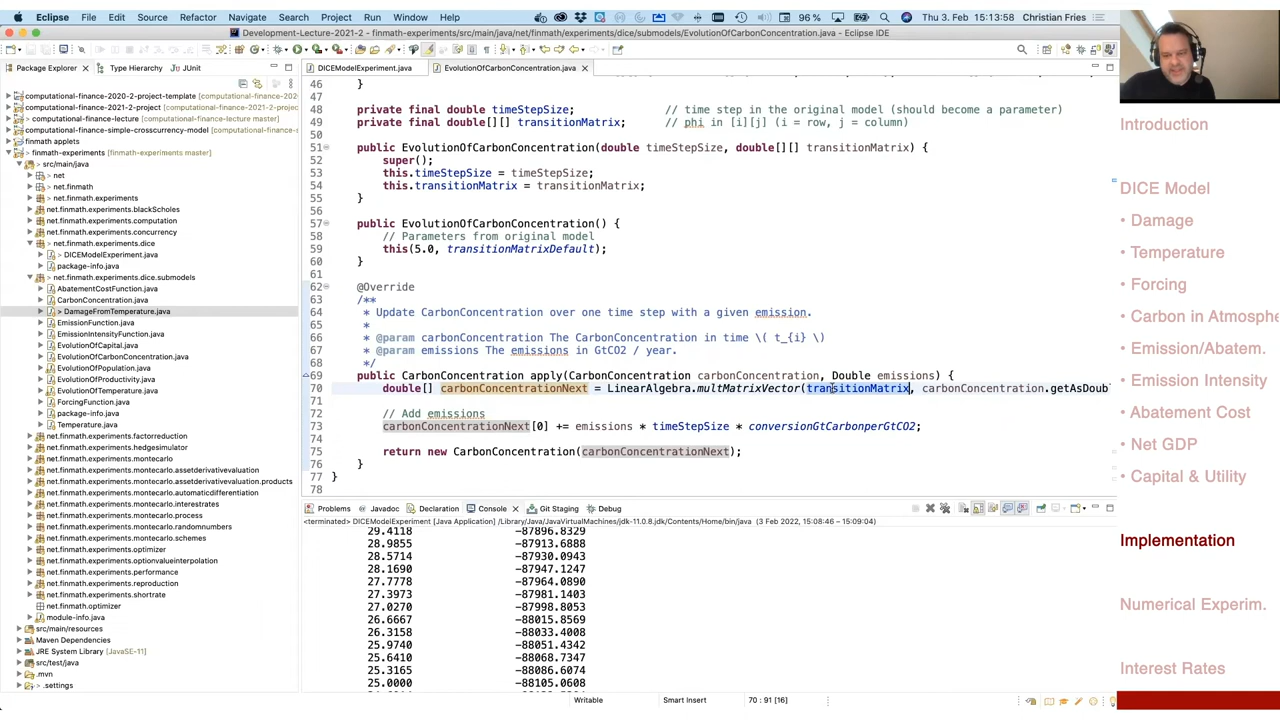 Eclipse File Edit Source Refactor Navigate Search Project Run Window Help 96 % Thu 3. Feb 15:13:58 Christian Fries
Development-Lecture-2021-2 - finmath-experiments/src/main/java/net/finmath/experiments/dice/submodels/EvolutionOfCarbonConcentration.java - Eclipse IDE
Package Explorer
Type Hierarchy
JUnit
computational-finance-2020-2-project-template
computational-finance-2021-2-project
> computational-finance-lecture
computational-finance-simple-crosscurrency-model
finmath applets
> finmath-experiments
> src/main/java
net
net.finmath
net.finmath.experiments
net.finmath.experiments.blackScholes
net.finmath.experiments.computation
net.finmath.experiments.concurrency
> net.finmath.experiments.dice
DICEModelExperiment.java
package-info.java
> net.finmath.experiments.dice.submodels
AbatementCostFunction.java
CarbonConcentration.java
> DamageFromTemperature.java
EmissionFunction.java
EmissionIntensityFunction.java
EvolutionOfCapital.java
EvolutionOfCarbonConcentration.java
EvolutionOfPopulation.java
EvolutionOfProductivity.java
EvolutionOfTemperature.java
ForcingFunction.java
package-info.java
Temperature.java
net.finmath.experiments.factorreduction
net.finmath.experiments.hedgesimulator
net.finmath.experiments.montecarlo
net.finmath.experiments.montecarlo.assetderivativevaluation
net.finmath.experiments.montecarlo.assetderivativevaluation.products
net.finmath.experiments.montecarlo.automaticdifferentiation
net.finmath.experiments.montecarlo.interestrates
net.finmath.experiments.montecarlo.process
net.finmath.experiments.montecarlo.randomnumbers
net.finmath.experiments.montecarlo.schemes
net.finmath.experiments.optimizer
net.finmath.experiments.optionvalueinterpolation
net.finmath.experiments.performance
net.finmath.experiments.reproduction
net.finmath.experiments.shortrate
net.finmath.optimizer
module-info.java
src/main/resources
Maven Dependencies
JRE System Library [JavaSE-11]
src/test/java
.mvn
.settings
DICEModelExperiment.java
EvolutionOfCarbonConcentration.java
46 }
48 private final double timeStepSize; // time step in the original model (should become a parameter)
49 private final double[][] transitionMatrix; // phi in [i][j] (i = row, j = column)
50
51 public EvolutionOfCarbonConcentration(double timeStepSize, double[][] transitionMatrix) {
52 super();
53 this.timeStepSize = timeStepSize;
54 this.transitionMatrix = transitionMatrix;
55 }
56
57 public EvolutionOfCarbonConcentration() {
58 // Parameters from original model
59 this(5.0, transitionMatrixDefault);
60 }
61
62 @Override
63 /**
64 * Update CarbonConcentration over one time step with a given emission.
65 *
66 * @param carbonConcentration The CarbonConcentration in time \( t_{i} \)
67 * @param emissions The emissions in GtCO2 / year.
68 */
69 public CarbonConcentration apply(CarbonConcentration carbonConcentration, Double emissions) {
70 double[] carbonConcentrationNext = LinearAlgebra.multMatrixVector(transitionMatrix, carbonConcentration.getAsDoubl
71
72 // Add emissions
73 carbonConcentrationNext[0] += emissions * timeStepSize * conversionGtCarbonperGtCO2;
75 return new CarbonConcentration(carbonConcentrationNext);
76 }
77 }
78
Problems Javadoc Declaration Console Git Staging Debug
<terminated> DICEModelExperiment [Java Application] /Library/Java/JavaVirtualMachines/jdk-11.0.8.jdk/Contents/Home/bin/java (3 Feb 2022, 15:08:46 – 15:09:04)
29.4118 -87896.8329
28.9855 -87913.6888
28.5714 -87930.0943
28.1690 -87947.1247
27.7778 -87964.0890
27.3973 -87981.1403
27.0270 -87998.8053
26.6667 -88015.8569
26.3158 -88033.4008
25.9740 -88051.4342
25.6410 -88068.7347
25.3165 -88086.6074
25.0000 -88105.0608
Writable Smart Insert 70 : 91 [16]
Introduction
DICE Model
• Damage
• Temperature
• Forcing
• Carbon in Atmosphe
• Emission/Abatem.
• Emission Intensity
• Abatement Cost
• Net GDP
• Capital & Utility
Implementation
Numerical Experim.
Interest Rates